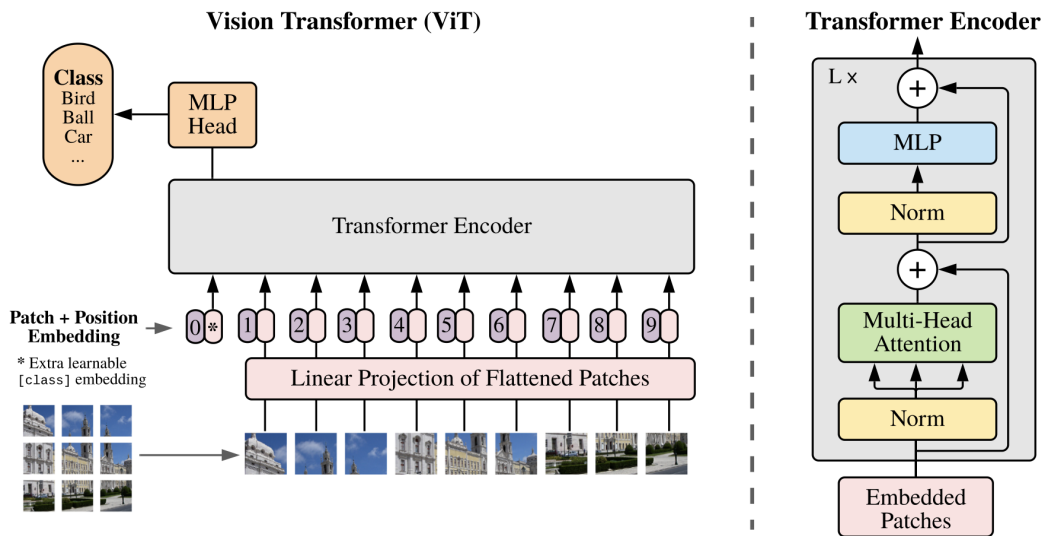 Vision Transformer (ViT)
Class
Bird
Ball
Car
...
MLP
Head
Transformer Encoder
Patch + Position
Embedding
* Extra learnable
[class] embedding
0 * 1 2 3 4 5 6 7 8 9
Linear Projection of Flattened Patches
Transformer Encoder
L ×
+
MLP
Norm
+
Multi-Head
Attention
Norm
Embedded
Patches